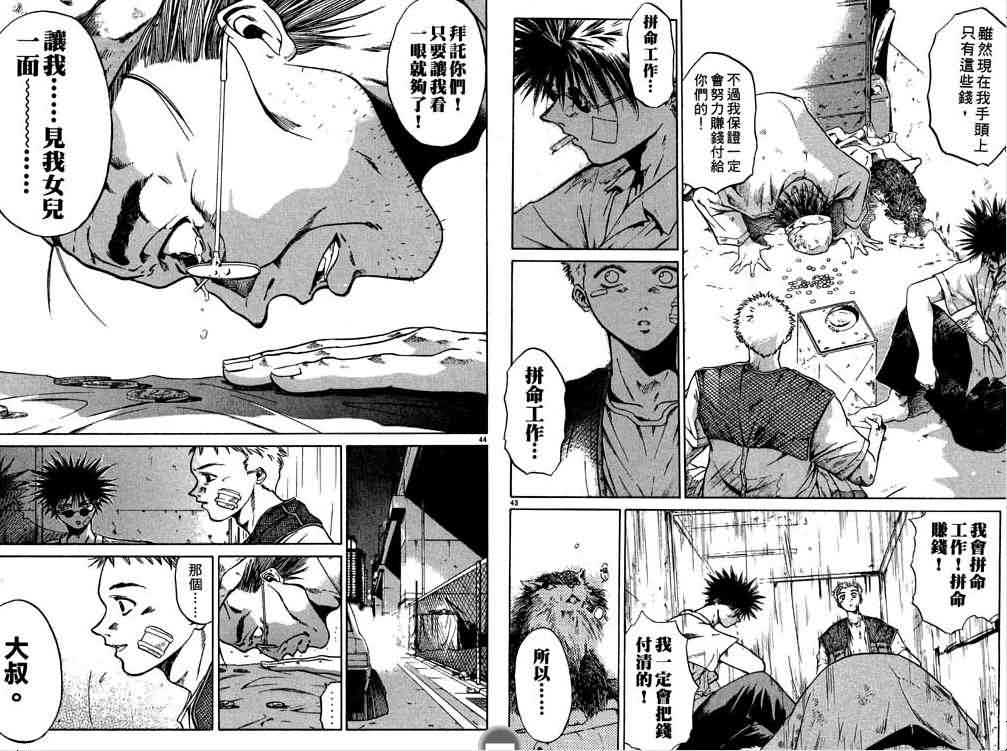 雖然現在我手頭上
只有這些錢，
不過我保證一定
會努力賺錢付給
你們的！
拼命工作…
拼命工作…
43
我會拼命
工作！拼命
賺錢！
我一定會把錢
付清的！
所以……
拜託你們！
只要讓我看
一眼就夠了！
讓我……見我女兒
一面～～～……
44
那個……
……
大叔。